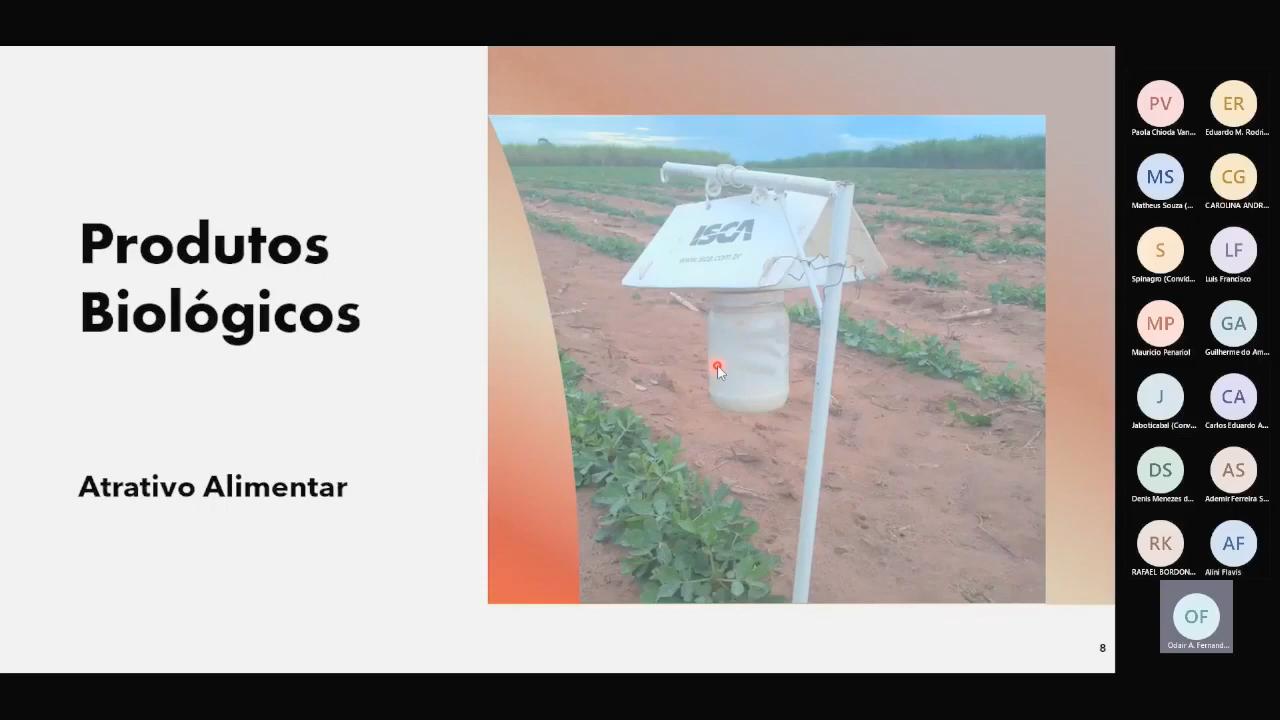 Produtos
Biológicos
Atrativo Alimentar
ISCA
www.isca.com.br
8
PV
ER
Paola Chioda Van...
Eduardo M. Rodri...
MS
CG
Matheus Souza (...
CAROLINA ANDR...
S
LF
Spinagro (Convid...
Luis Francisco
MP
GA
Mauricio Penariol
Guilherme do Am...
J
CA
Jaboticabal (Conv...
Carlos Eduardo A...
DS
AS
Denis Menezes d...
Ademir Ferreira S...
RK
AF
RAFAEL BORDON...
Alini Flavis
OF
Odair A. Fernand...